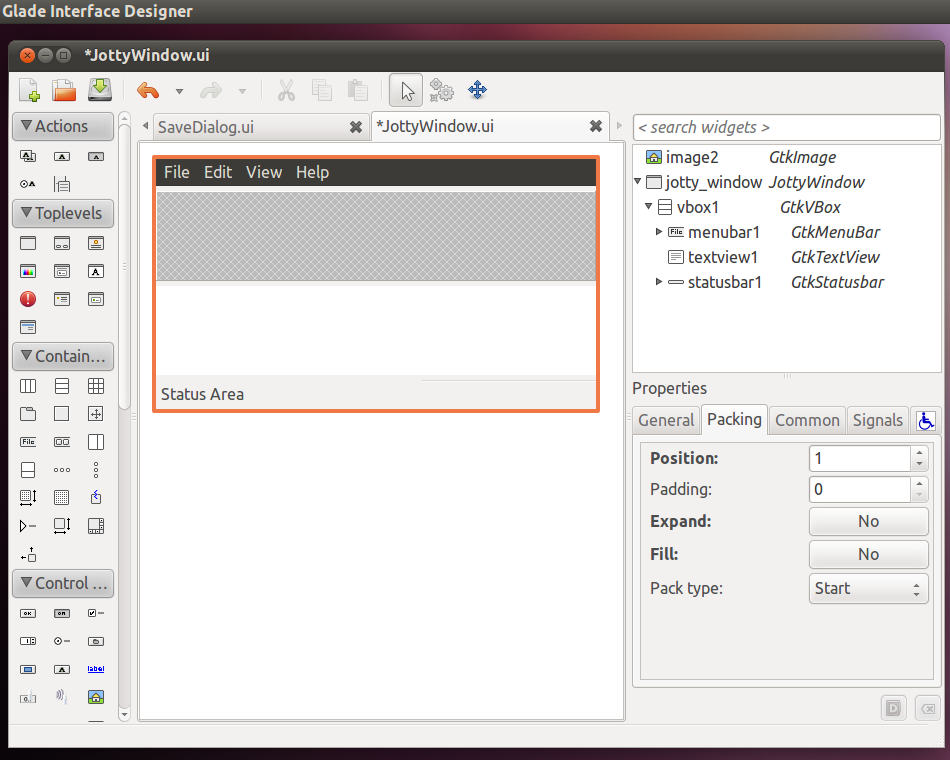 Glade Interface Designer
*JottyWindow.ui
Actions
SaveDialog.ui
*JottyWindow.ui
< search widgets >
File Edit View Help
image2 GtkImage
jotty_window JottyWindow
vbox1 GtkVBox
menubar1 GtkMenuBar
textview1 GtkTextView
statusbar1 GtkStatusbar
Toplevels
Contain...
Status Area
Properties
General Packing Common Signals
Position: 1
Padding: 0
Expand: No
Fill: No
Pack type: Start
File
Control ...
OK
label
D